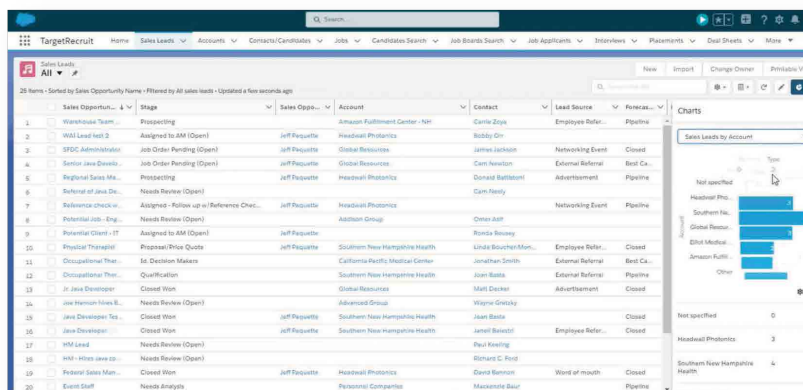 Search...
TargetRecruit Home Sales Leads Accounts Contacts/Candidates Jobs Candidates Search Job Boards Search Job Applicants Interviews Placements Deal Sheets More
Sales Leads
All
New Import Change Owner Printable V
25 items • Sorted by Sales Opportunity Name • Filtered by All sales leads • Updated a few seconds ago
Sales Opportun... Stage Sales Oppo... Account Contact Lead Source Forecas...
1 Warehouse Team ... Prospecting Amazon Fulfillment Center - NH Carrie Zoya Employee Refer... Pipeline
2 WAI Lead test 2 Assigned to AM (Open) Jeff Paquette Headwall Photonics Bobby Orr
3 SFDC Administrator Job Order Pending (Open) Global Resources James Jackson Networking Event Closed
4 Senior Java Develo... Job Order Pending (Open) Global Resources Cam Newton External Referral Best Ca...
5 Regional Sales Ma... Prospecting Jeff Paquette Headwall Photonics Donald Battistoni Advertisement Pipeline
6 Referral of Java De... Needs Review (Open) Cam Neely
7 Reference check w... Assigned - Follow up w/Reference Chec... Jeff Paquette Headwall Photonics Networking Event Pipeline
8 Potential Job - Eng... Needs Review (Open) Addison Group Omar Asif
9 Potential Client - IT Assigned to AM (Open) Jeff Paquette Ronda Rousey
10 Physical Therapist Proposal/Price Quote Jeff Paquette Southern New Hampshire Health Linda Boucher-Mon... Employee Refer... Closed
11 Occupational Ther... Id. Decision Makers California Pacific Medical Center Jonathan Smith External Referral Best Ca...
12 Occupational Ther... Qualification Jeff Paquette Southern New Hampshire Health Joan Basta External Referral Pipeline
13 Jr. Java Developer Closed Won Global Resources Matt Decker Advertisement Closed
14 Joe Hernon hires B... Needs Review (Open) Advanced Group Wayne Gretsky
15 Java Developer Tes... Closed Won Jeff Paquette Southern New Hampshire Health Joan Basta Closed
16 Java Developer Closed Won Jeff Paquette Southern New Hampshire Health Janell Balestri Employee Refer... Closed
17 HM Lead Needs Review (Open) Paul Keeling
18 HM - Hires Java co... Needs Review (Open) Richard C. Ford
19 Federal Sales Man... Closed Won Jeff Paquette Global Resources David Bannon Word of mouth Closed
20 Event Staff Needs Analysis Personnel Companies Mackenzie Baur Pipeline
Charts
Sales Leads by Account
Type
Not specified
Headwall Pho... 3
Southern Ne...
Global Resour... 3
Elliot Medical ... 2
Amazon Fulfil...
Other
Account
Not specified 0
Headwall Photonics 3
Southern New Hampshire
Health 4